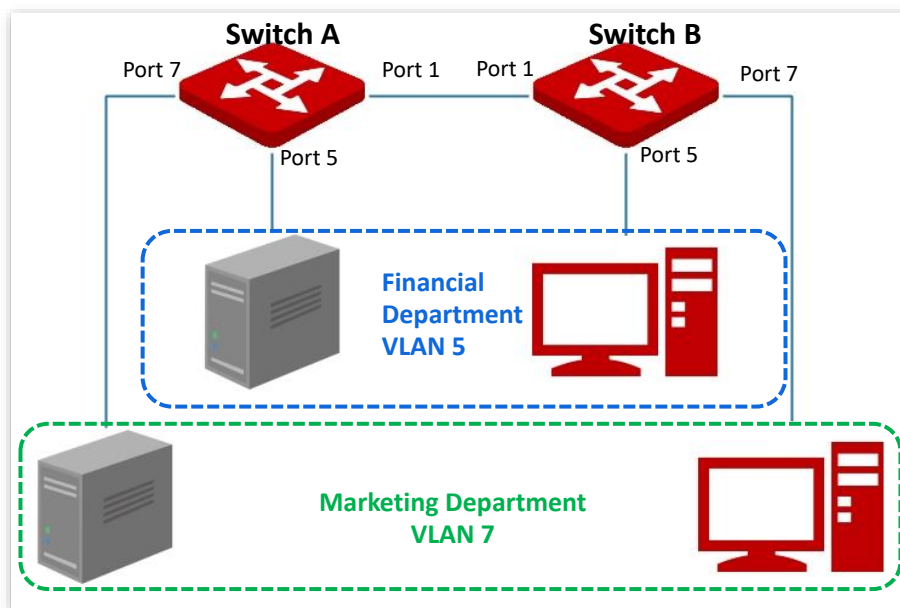 Switch A
Switch B
Port 7
Port 1
Port 1
Port 7
Port 5
Port 5
Financial
Department
VLAN 5
Marketing Department
VLAN 7